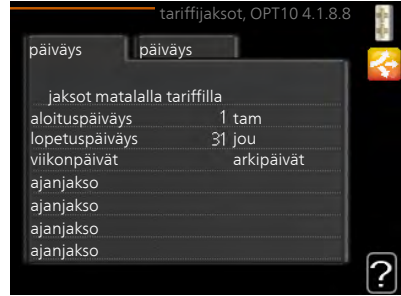 tariffijaksot, OPT10 4.1.8.8
päiväys päiväys
jaksot matalalla tariffilla
aloituspäiväys 1 tam
lopetuspäiväys 31 jou
viikonpäivät arkipäivät
ajanjakso
ajanjakso
ajanjakso
ajanjakso
?